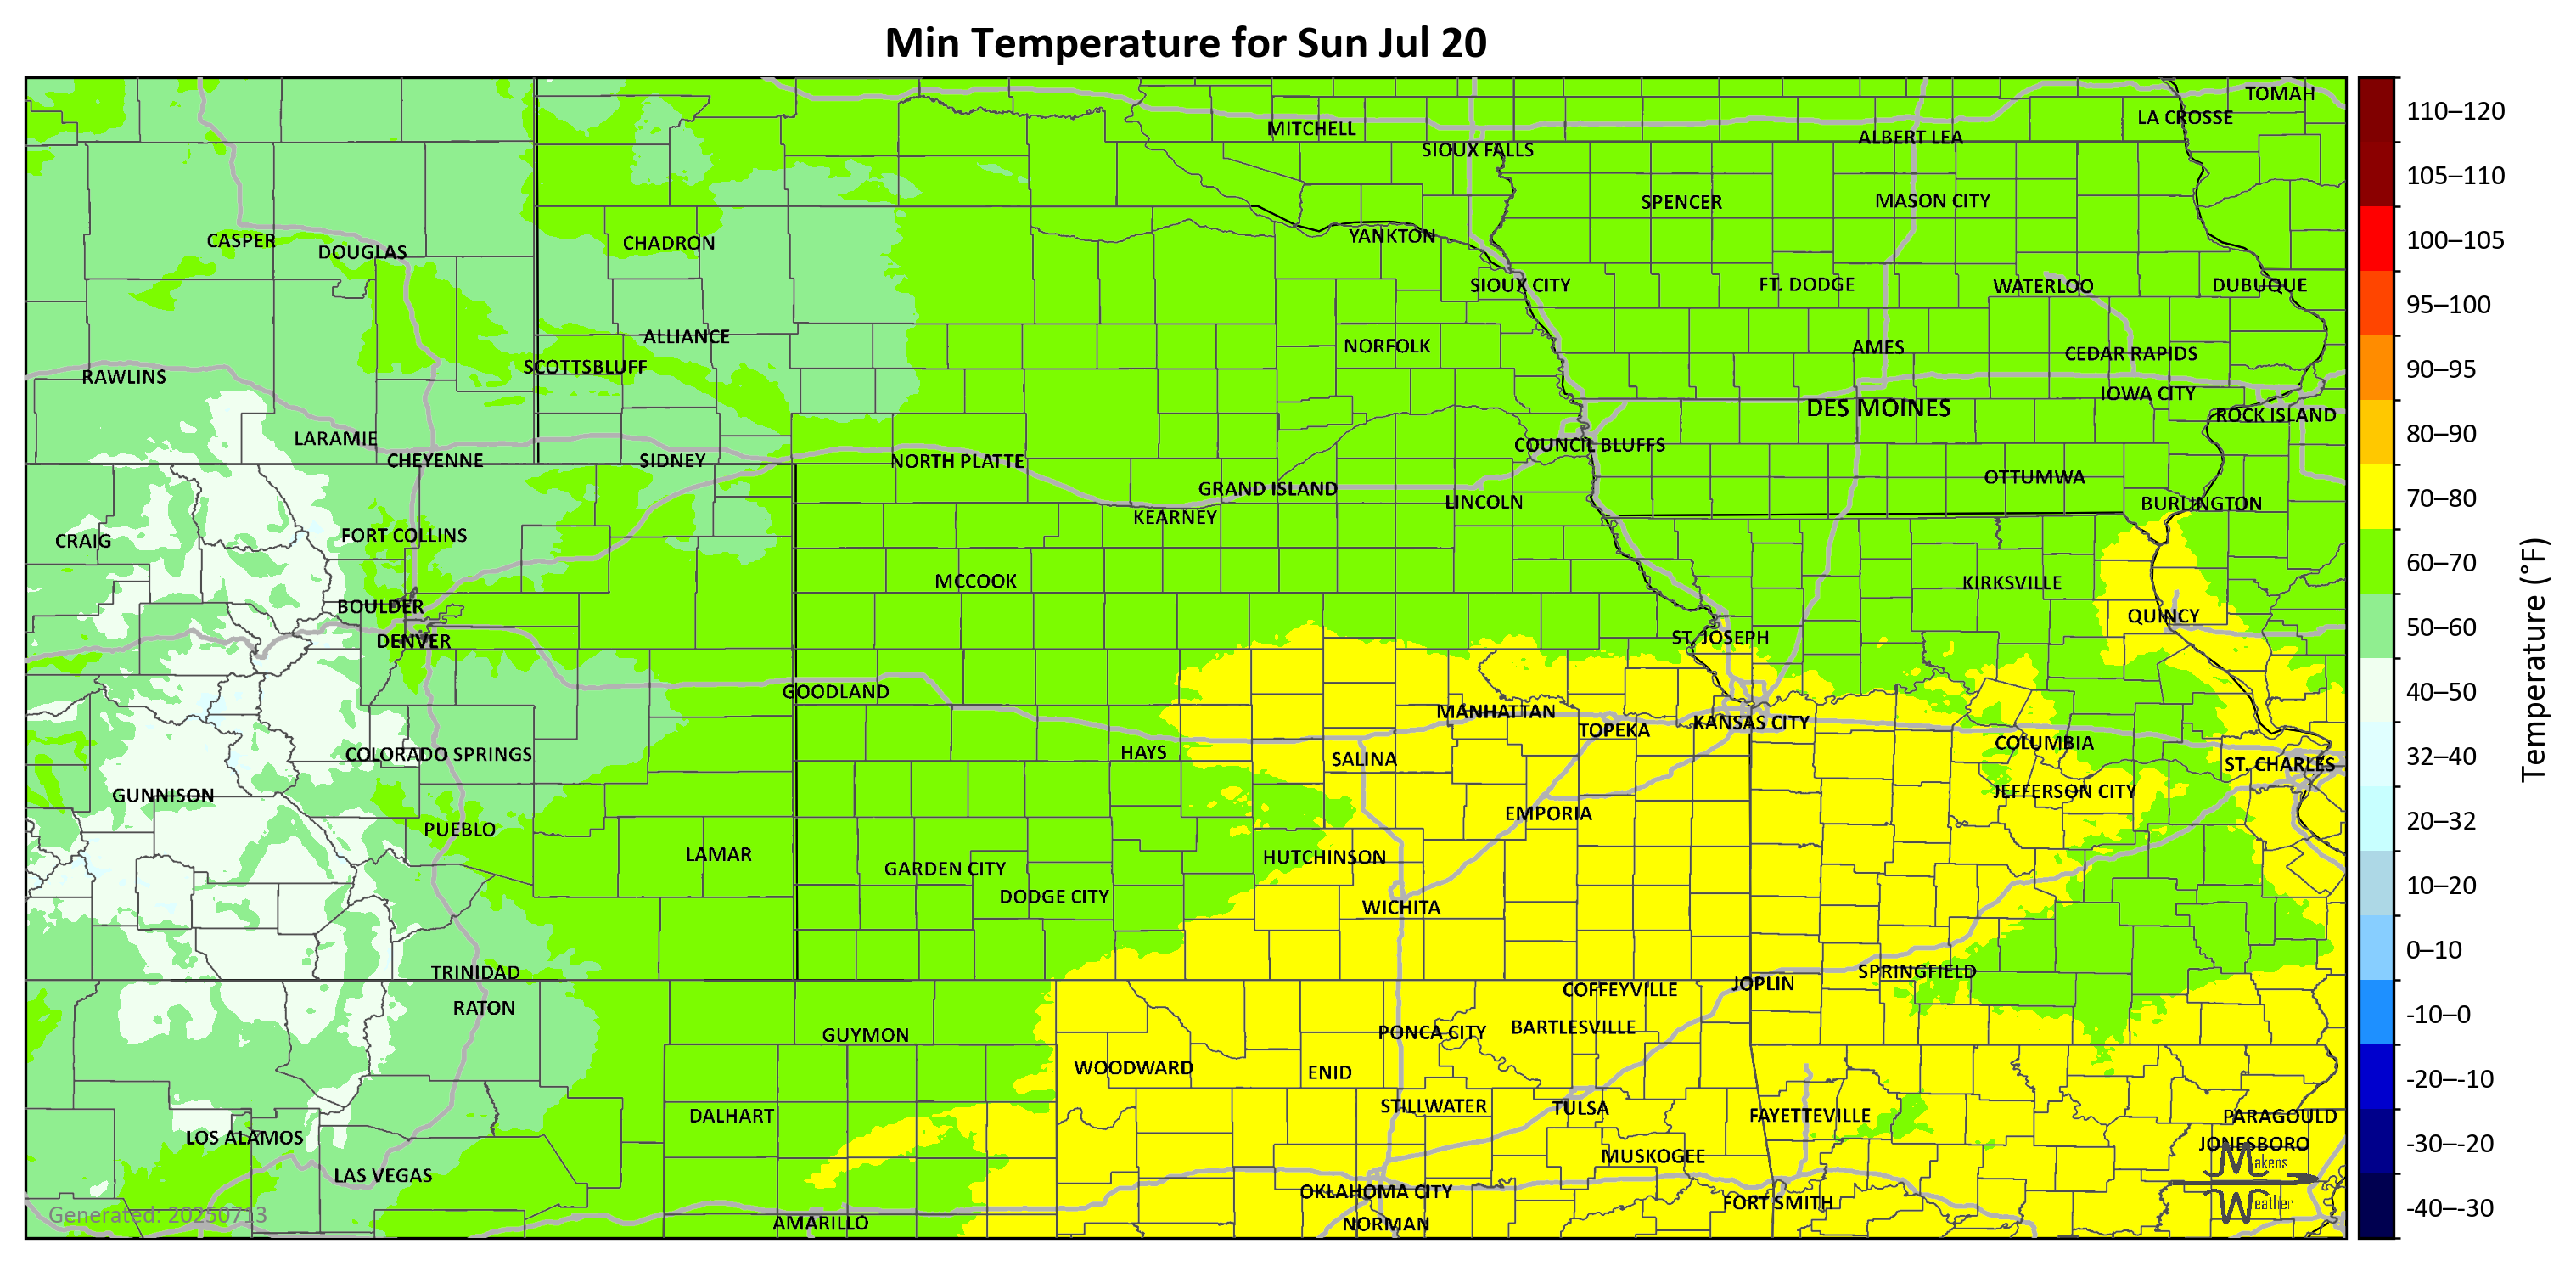 Min Temperature for Sun Jul 20
TOMAH
LA CROSSE
MITCHELL
ALBERT LEA
SIOUX FALLS
SPENCER
MASON CITY
CASPER
DOUGLAS
CHADRON
YANKTON
SIOUX CITY
FT. DODGE
WATERLOO
DUBUQUE
ALLIANCE
NORFOLK
AMES
CEDAR RAPIDS
SCOTTSBLUFF
RAWLINS
IOWA CITY
DES MOINES
ROCK ISLAND
LARAMIE
COUNCIL BLUFFS
CHEYENNE
SIDNEY
NORTH PLATTE
OTTUMWA
GRAND ISLAND
LINCOLN
BURLINGTON
KEARNEY
FORT COLLINS
CRAIG
MCCOOK
KIRKSVILLE
BOULDER
QUINCY
DENVER
ST. JOSEPH
GOODLAND
MANHATTAN
TOPEKA
KANSAS CITY
COLUMBIA
COLORADO SPRINGS
HAYS
SALINA
ST. CHARLES
GUNNISON
JEFFERSON CITY
EMPORIA
PUEBLO
LAMAR
HUTCHINSON
GARDEN CITY
DODGE CITY
WICHITA
TRINIDAD
SPRINGFIELD
JOPLIN
COFFEYVILLE
RATON
GUYMON
PONCA CITY
BARTLESVILLE
WOODWARD
ENID
STILLWATER
TULSA
DALHART
FAYETTEVILLE
PARAGOULD
LOS ALAMOS
JONESBORO
MUSKOGEE
LAS VEGAS
OKLAHOMA CITY
FORT SMITH
AMARILLO
NORMAN
Makens
Weather
Generated: 20250713
110–120
105–110
100–105
95–100
90–95
80–90
70–80
60–70
50–60
40–50
32–40
20–32
10–20
0–10
-10–0
-20–-10
-30–-20
-40–-30
Temperature (°F)